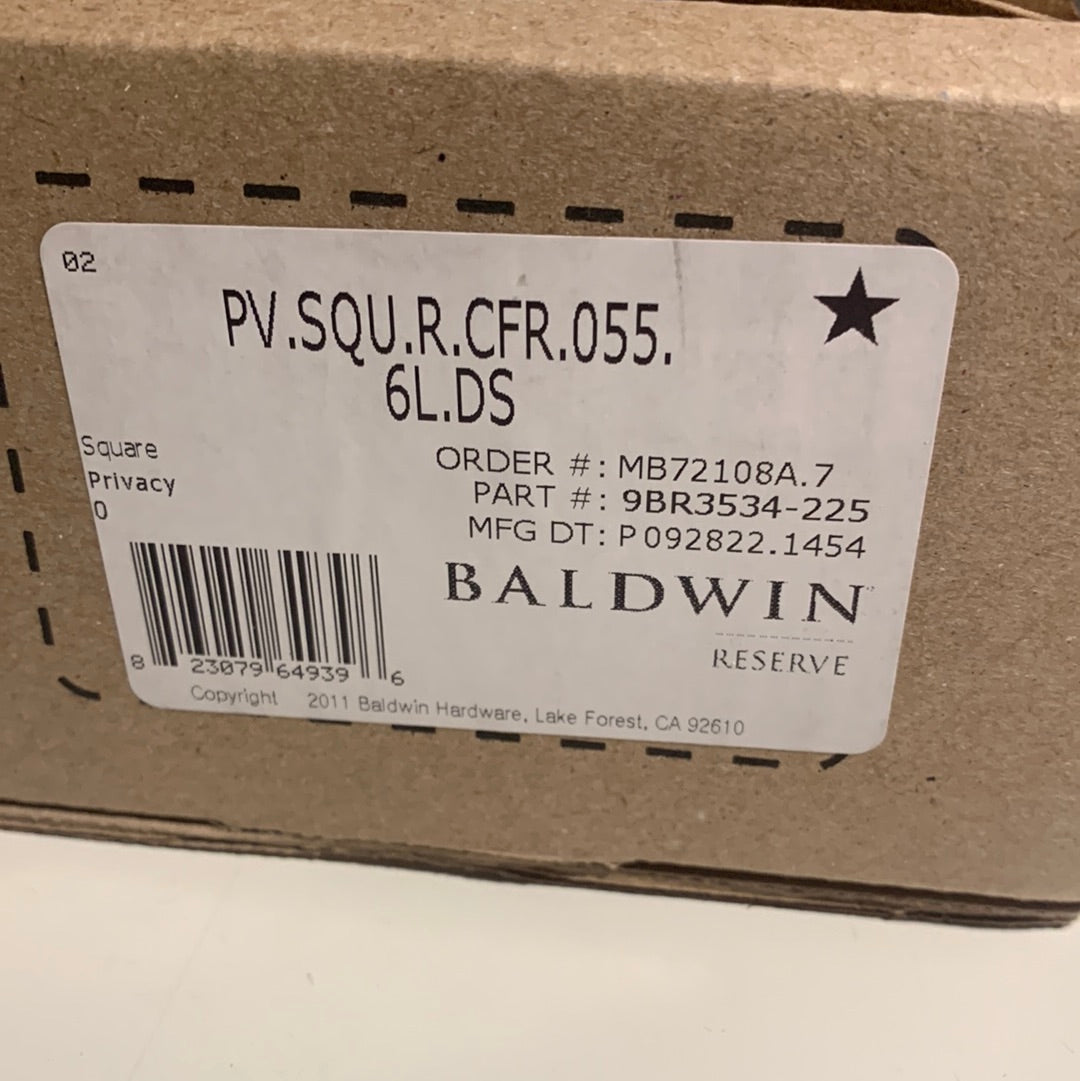 02
PV.SQU.R.CFR.055.
6L.DS
Square
Privacy
0
ORDER #: MB72108A.7
PART #: 9BR3534-225
MFG DT: P092822.1454
BALDWIN™
RESERVE
8 23079 64939 6
Copyright 2011 Baldwin Hardware, Lake Forest, CA 92610